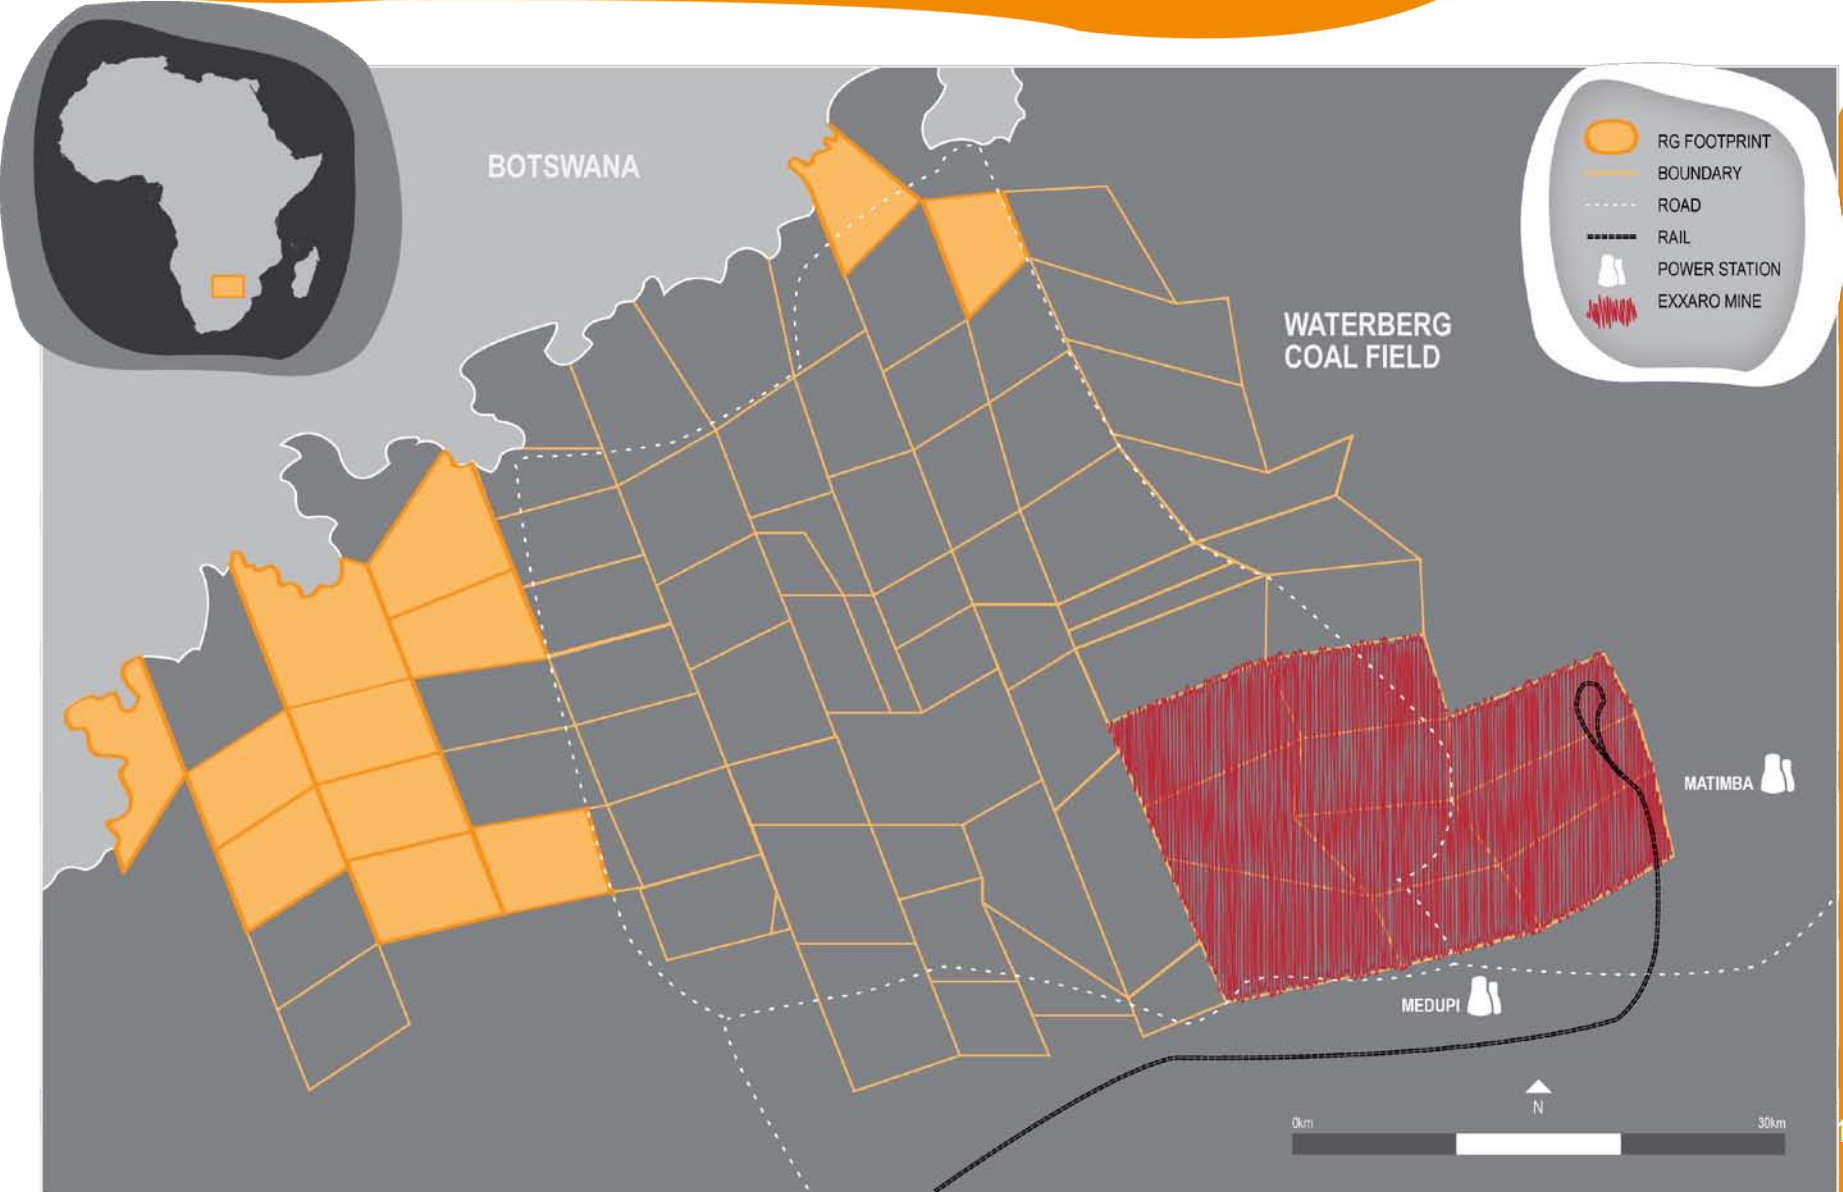 BOTSWANA
RG FOOTPRINT
BOUNDARY
ROAD
RAIL
POWER STATION
EXXARO MINE
WATERBERG
COAL FIELD
MATIMBA
MEDUPI
N
0km
30km